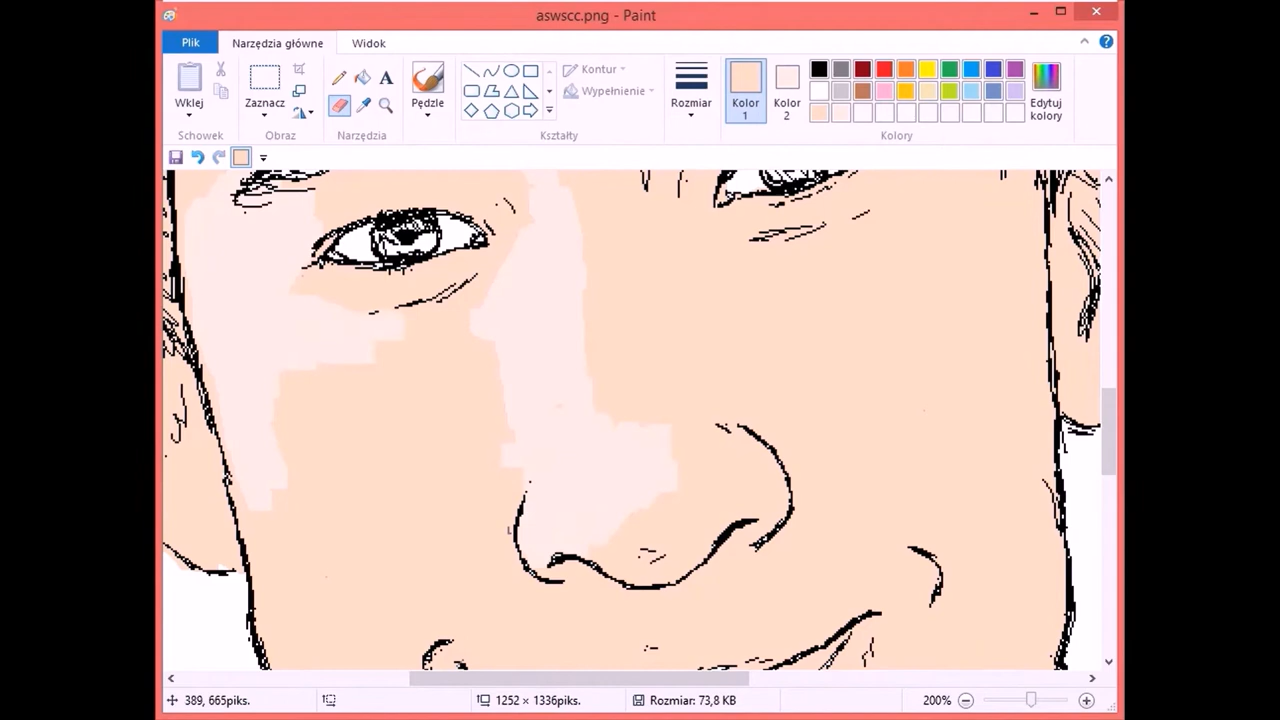 aswscc.png - Paint
Plik Narzędzia główne Widok
Wklej
Zaznacz
Pędzle
Kontur
Wypełnienie
Rozmiar
Kolor 1
Kolor 2
Edytuj kolory
Schowek Obraz Narzędzia Kształty Kolory
389, 665piks. 1252 × 1336piks. Rozmiar: 73,8 KB 200%